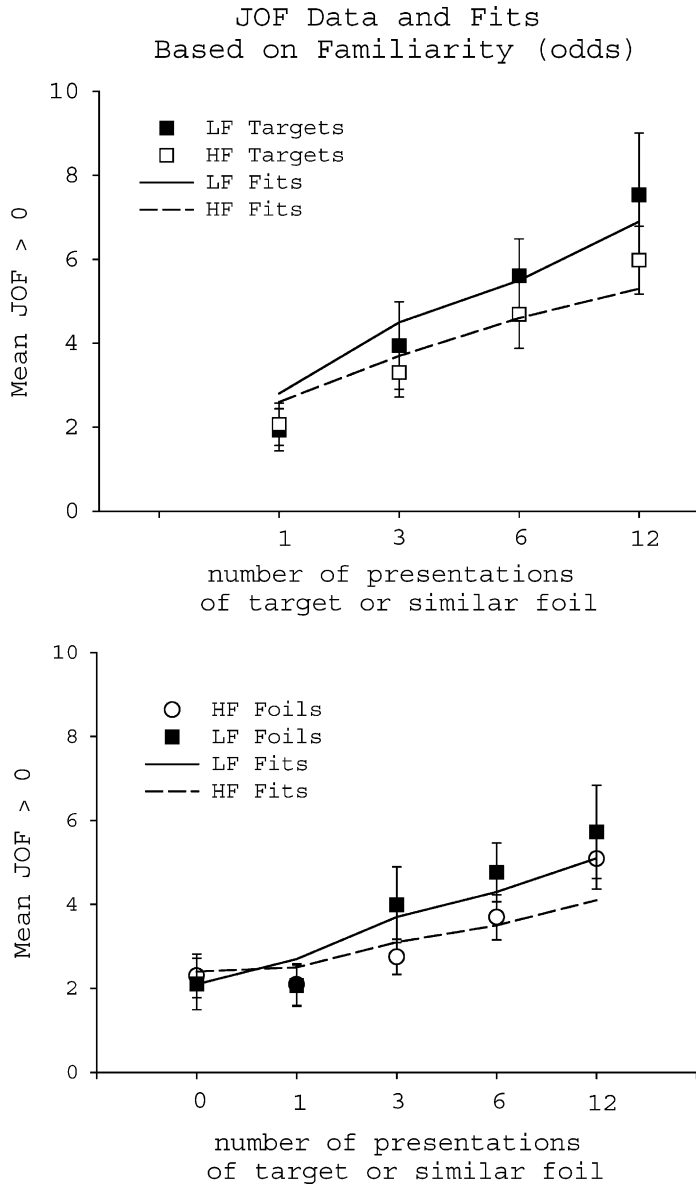 JOF Data and Fits
Based on Familiarity (odds)
10
8
6
4
2
0
Mean JOF > 0
LF Targets
HF Targets
LF Fits
HF Fits
1 3 6 12
number of presentations
of target or similar foil
10
8
6
4
2
0
Mean JOF > 0
HF Foils
LF Foils
LF Fits
HF Fits
0 1 3 6 12
number of presentations
of target or similar foil